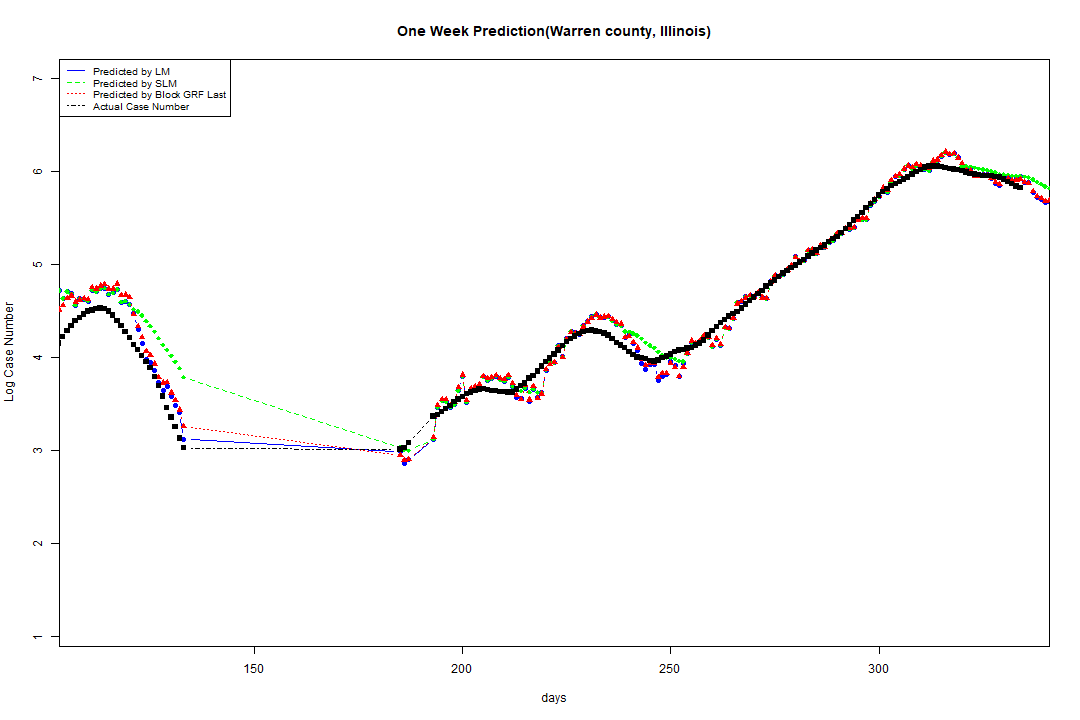 One Week Prediction(Warren county, Illinois)
Predicted by LM
Predicted by SLM
Predicted by Block GRF Last
Actual Case Number
7
6
5
4
3
2
1
Log Case Number
150
200
250
300
days